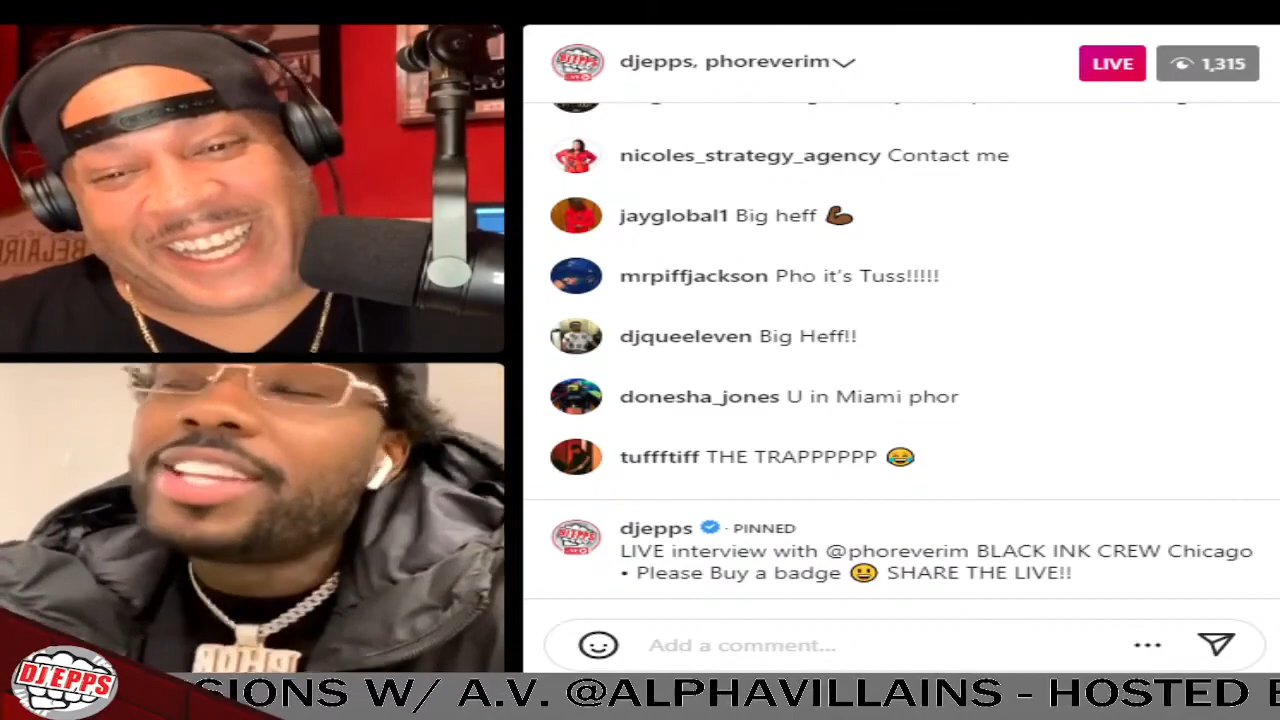 djepps, phoreverim
LIVE
1,315
nicoles_strategy_agency Contact me
jayglobal1 Big heff 💪🏾
mrpiffjackson Pho it's Tuss!!!!!
djqueeleven Big Heff!!
donesha_jones U in Miami phor
tuffftiff THE TRAPPPPPP 😂
djepps · PINNED
LIVE interview with @phoreverim BLACK INK CREW Chicago
• Please Buy a badge 😃 SHARE THE LIVE!!
Add a comment...
DJ EPPS
SIONS W/ A.V. @ALPHAVILLAINS - HOSTED